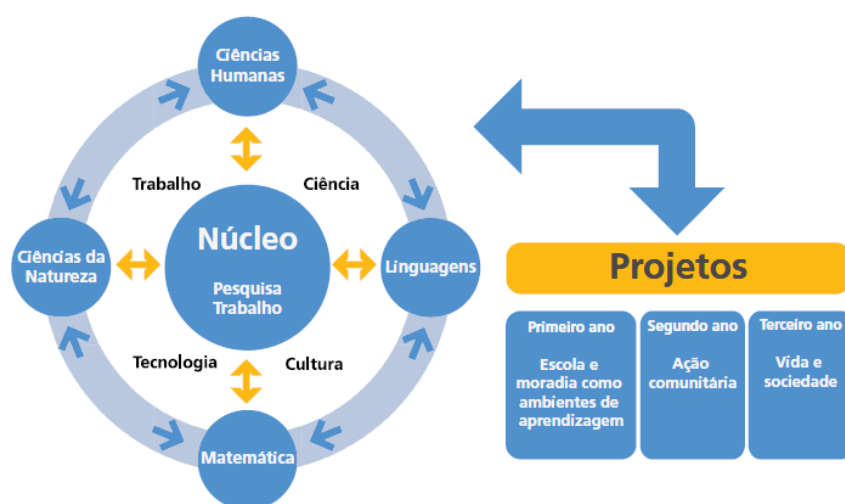 Ciências
Humanas
Trabalho
Ciência
Ciências da
Natureza
Núcleo
Pesquisa
Trabalho
Linguagens
Tecnologia
Cultura
Matemática
Projetos
Primeiro ano
Escola e
moradia como
ambientes de
aprendizagem
Segundo ano
Ação
comunitária
Terceiro ano
Vida e
sociedade